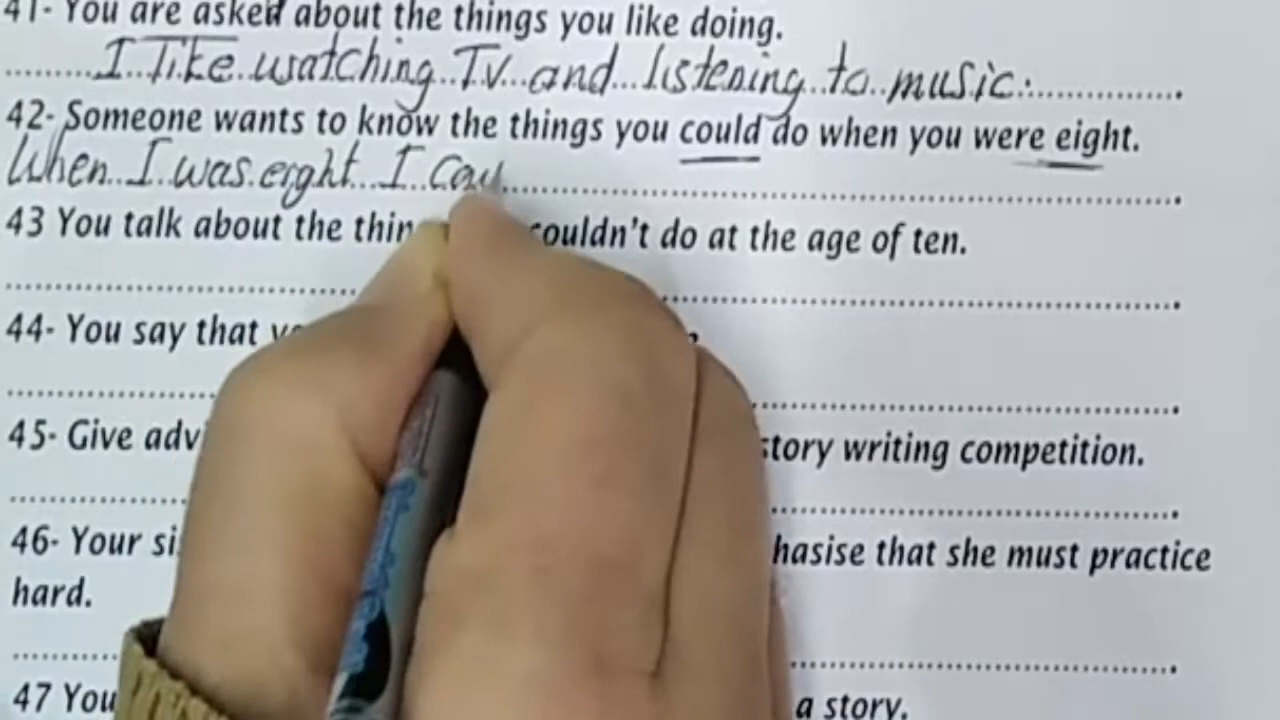 41- You are asked about the things you like doing.
I like watching TV and listening to music.
42- Someone wants to know the things you could do when you were eight.
When I was eight I cou
43 You talk about the thin couldn't do at the age of ten.
44- You say that
45- Give adv story writing competition.
46- Your si hasise that she must practice
hard.
47 You a story.